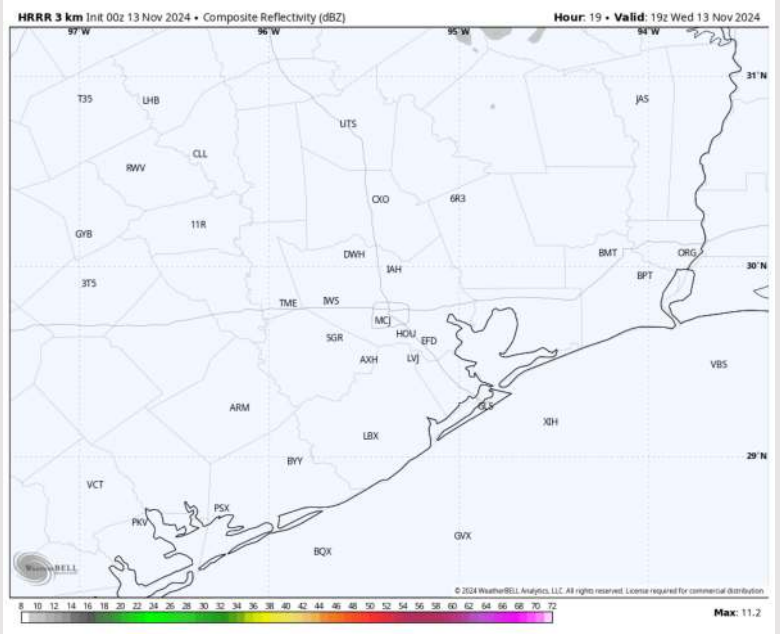 HRRR 3 km Init 00z 13 Nov 2024 • Composite Reflectivity (dBZ)
Hour: 19 • Valid: 19z Wed 13 Nov 2024
97°W 96°W 95°W 94°W
31°N
T35 LHB JAS
UTS
CLL
RWV
CXO 6R3
11R
GYB
DWH BMT ORG
IAH 30°N
BPT
3T5
TME IWS
MCJ
SGR HOU EFD
AXH LVJ VBS
ARM GLS
XIH
LBX
BYY 29°N
VCT
PSX
PKV
GVX
BQX
WeatherBELL
© 2024 WeatherBELL Analytics, LLC. All rights reserved. License required for commercial distribution
8 10 12 14 16 18 20 22 24 26 28 30 32 34 36 38 40 42 44 46 48 50 52 54 56 58 60 62 64 66 68 70 72
Max: 11.2